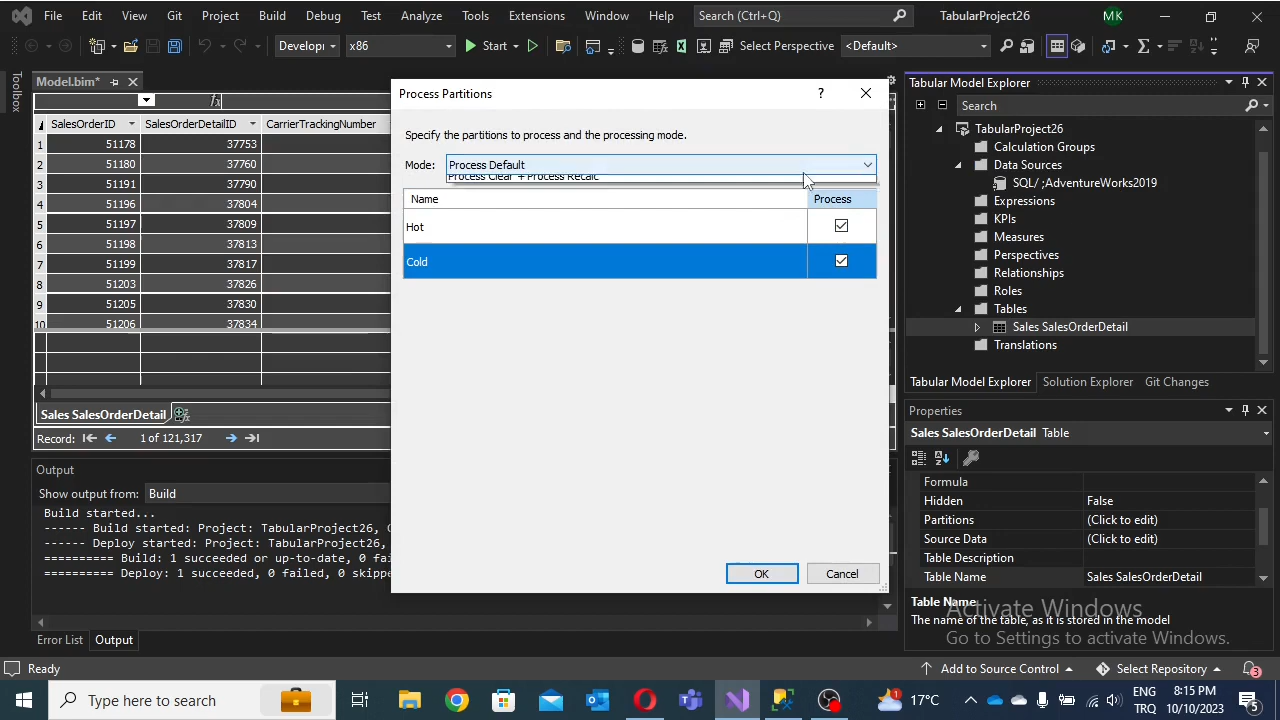 File Edit View Git Project Build Debug Test Analyze Tools Extensions Window Help Search (Ctrl+Q) TabularProject26 MK
Developi x86 Start Select Perspective <Default>
Toolbox
Model.bim*
fx
SalesOrderID SalesOrderDetailID CarrierTrackingNumber
1 51178 37753
2 51180 37760
3 51191 37790
4 51196 37804
5 51197 37809
6 51198 37813
7 51199 37817
8 51203 37826
9 51205 37830
10 51206 37834
Sales SalesOrderDetail
Record: 1 of 121,317
Output
Show output from: Build
Build started...
------ Build started: Project: TabularProject26, C
------ Deploy started: Project: TabularProject26,
========== Build: 1 succeeded or up-to-date, 0 fai
========== Deploy: 1 succeeded, 0 failed, 0 skippe
Error List Output
Process Partitions
?
Specify the partitions to process and the processing mode.
Mode: Process Default
Process Clear + Process Recalc
Name Process
Hot
Cold
OK Cancel
Tabular Model Explorer
Search
TabularProject26
Calculation Groups
Data Sources
SQL/ ;AdventureWorks2019
Expressions
KPIs
Measures
Perspectives
Relationships
Roles
Tables
Sales SalesOrderDetail
Translations
Tabular Model Explorer Solution Explorer Git Changes
Properties
Sales SalesOrderDetail Table
Formula
Hidden False
Partitions (Click to edit)
Source Data (Click to edit)
Table Description
Table Name Sales SalesOrderDetail
Table Name
The name of the table, as it is stored in the model
Activate Windows
Go to Settings to activate Windows.
Ready Add to Source Control Select Repository 3
Type here to search 1 17°C ENG TRQ 8:15 PM 10/10/2023 5